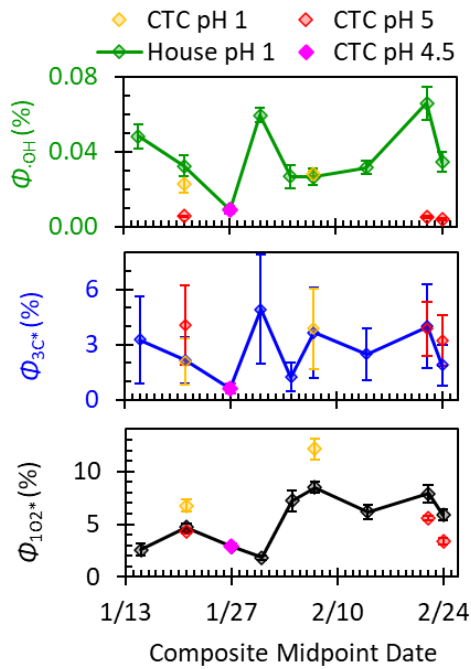 CTC pH 1 CTC pH 5
House pH 1 CTC pH 4.5
Φ·OH (%)
0.08
0.04
0.00
Φ3C* (%)
6
3
0
Φ1O2* (%)
10
5
0
1/13 1/27 2/10 2/24
Composite Midpoint Date